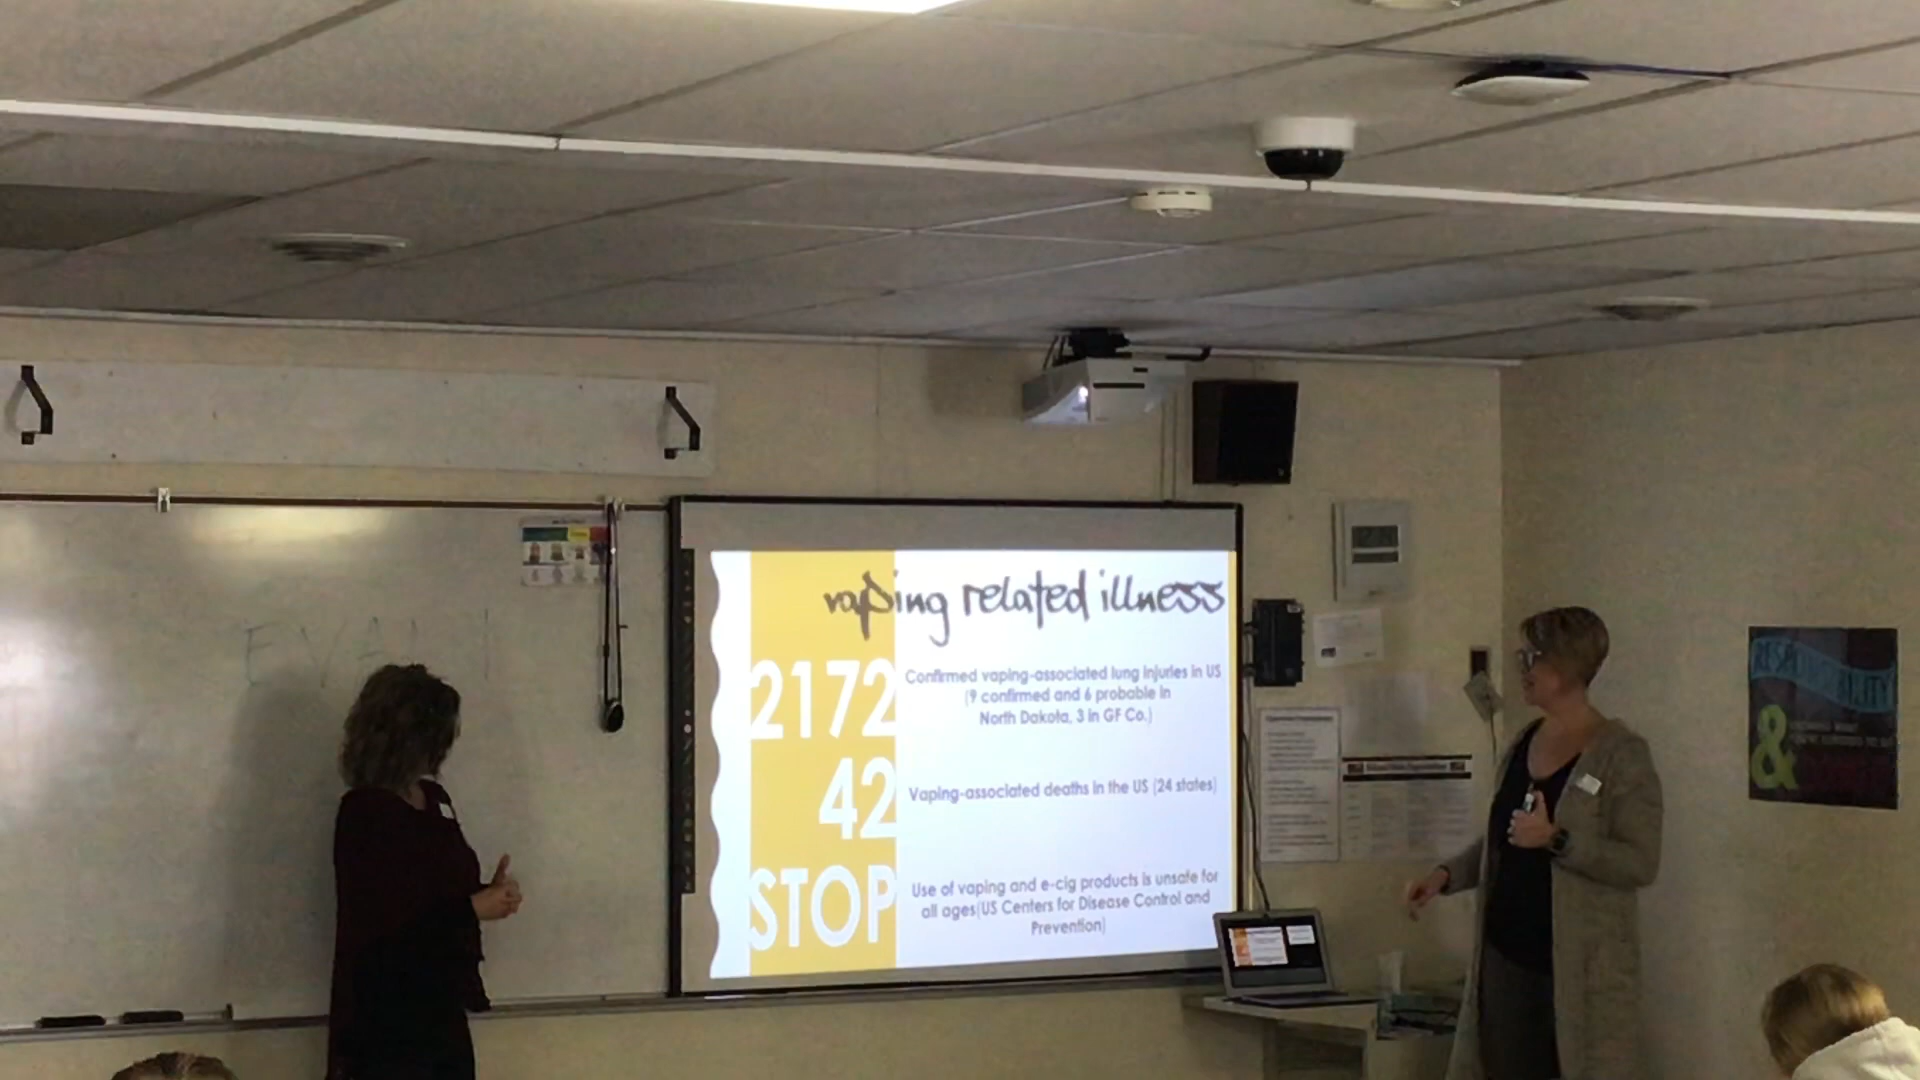 vaping related illness
2172
Confirmed vaping-associated lung injuries in US
(9 confirmed and 6 probable in
North Dakota, 3 in GF Co.)
42
Vaping-associated deaths in the US (24 states)
STOP
Use of vaping and e-cig products is unsafe for
all ages(US Centers for Disease Control and
Prevention)
RESPONSIBILITY
&